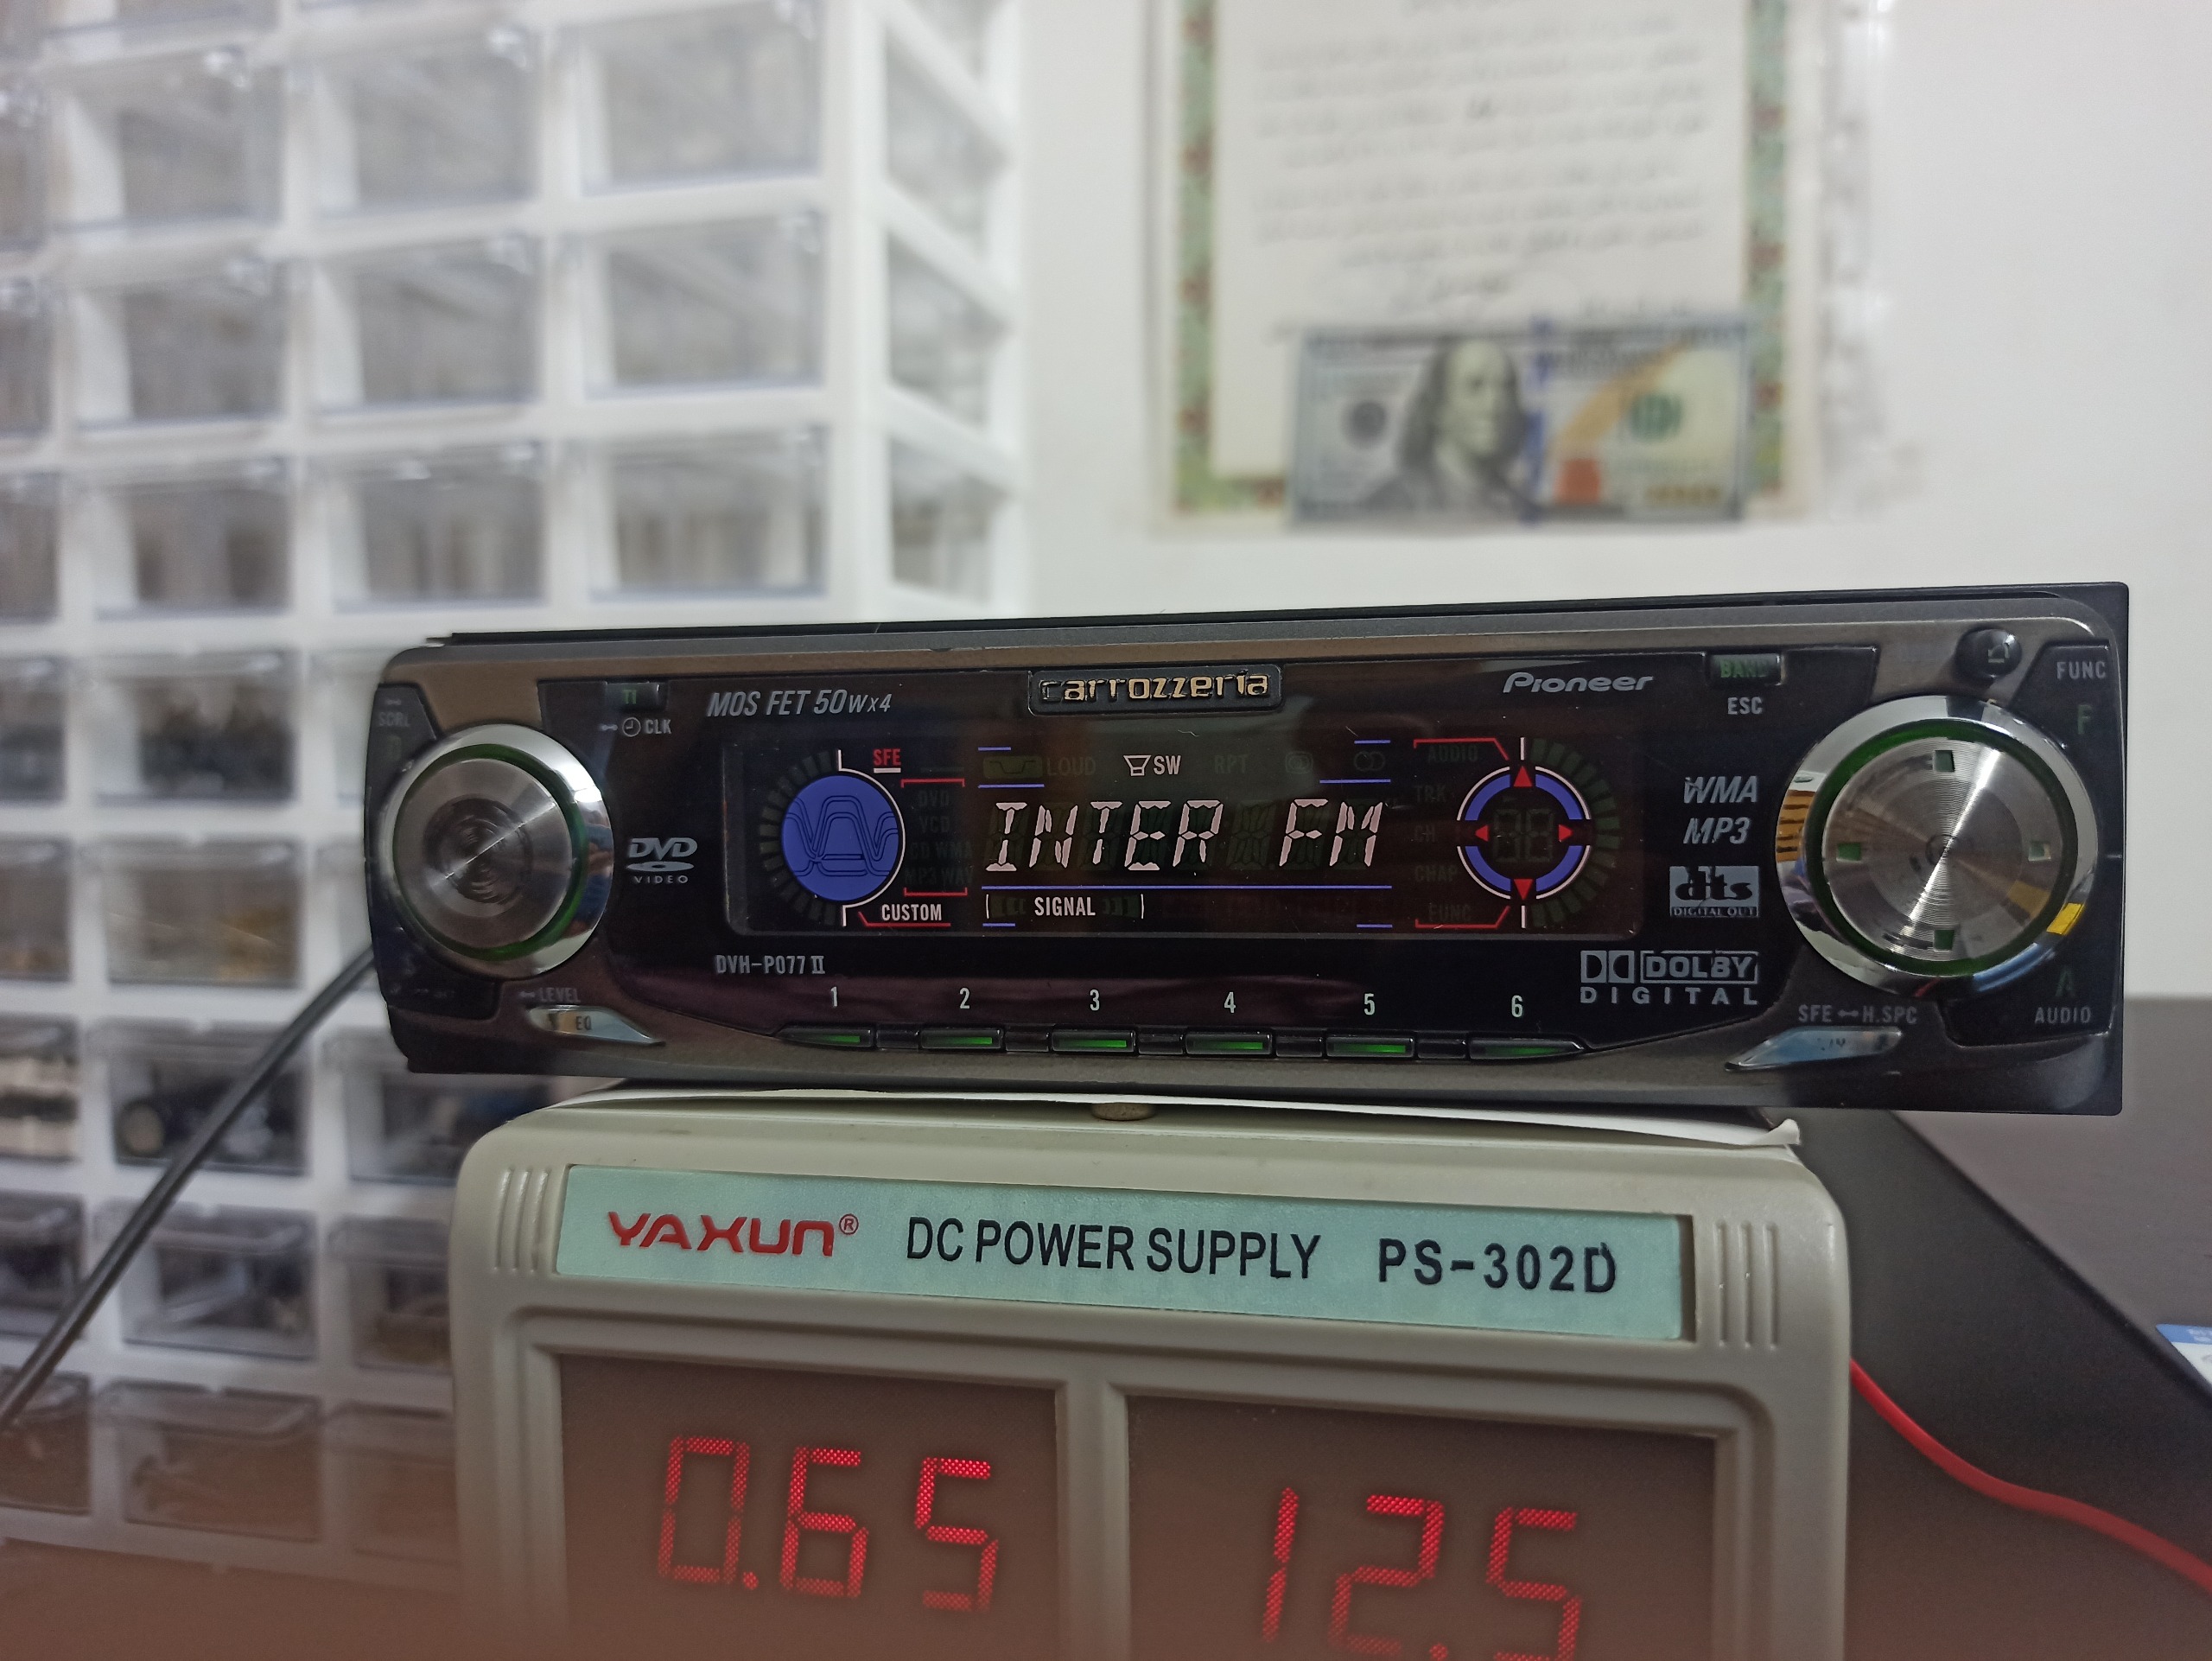 carrozzeria
Pioneer
BAND
ESC
FUNC
F
SCRL
TI
CLK
MOS FET 50W×4
SFE
LOUD
SW
RPT
AUDIO
DVD
VCD
CD WMA
MP3 WAV
TRK
CH
CHAP
FUNC
INTER FM
CUSTOM
SIGNAL
WMA
MP3
dts
DIGITAL OUT
DVD
VIDEO
DVH-P077 II
DOLBY
DIGITAL
LEVEL
EQ
1 2 3 4 5 6
SFE H.SPC
A
AUDIO
YAXUN® DC POWER SUPPLY PS-302D
0.65
12.5